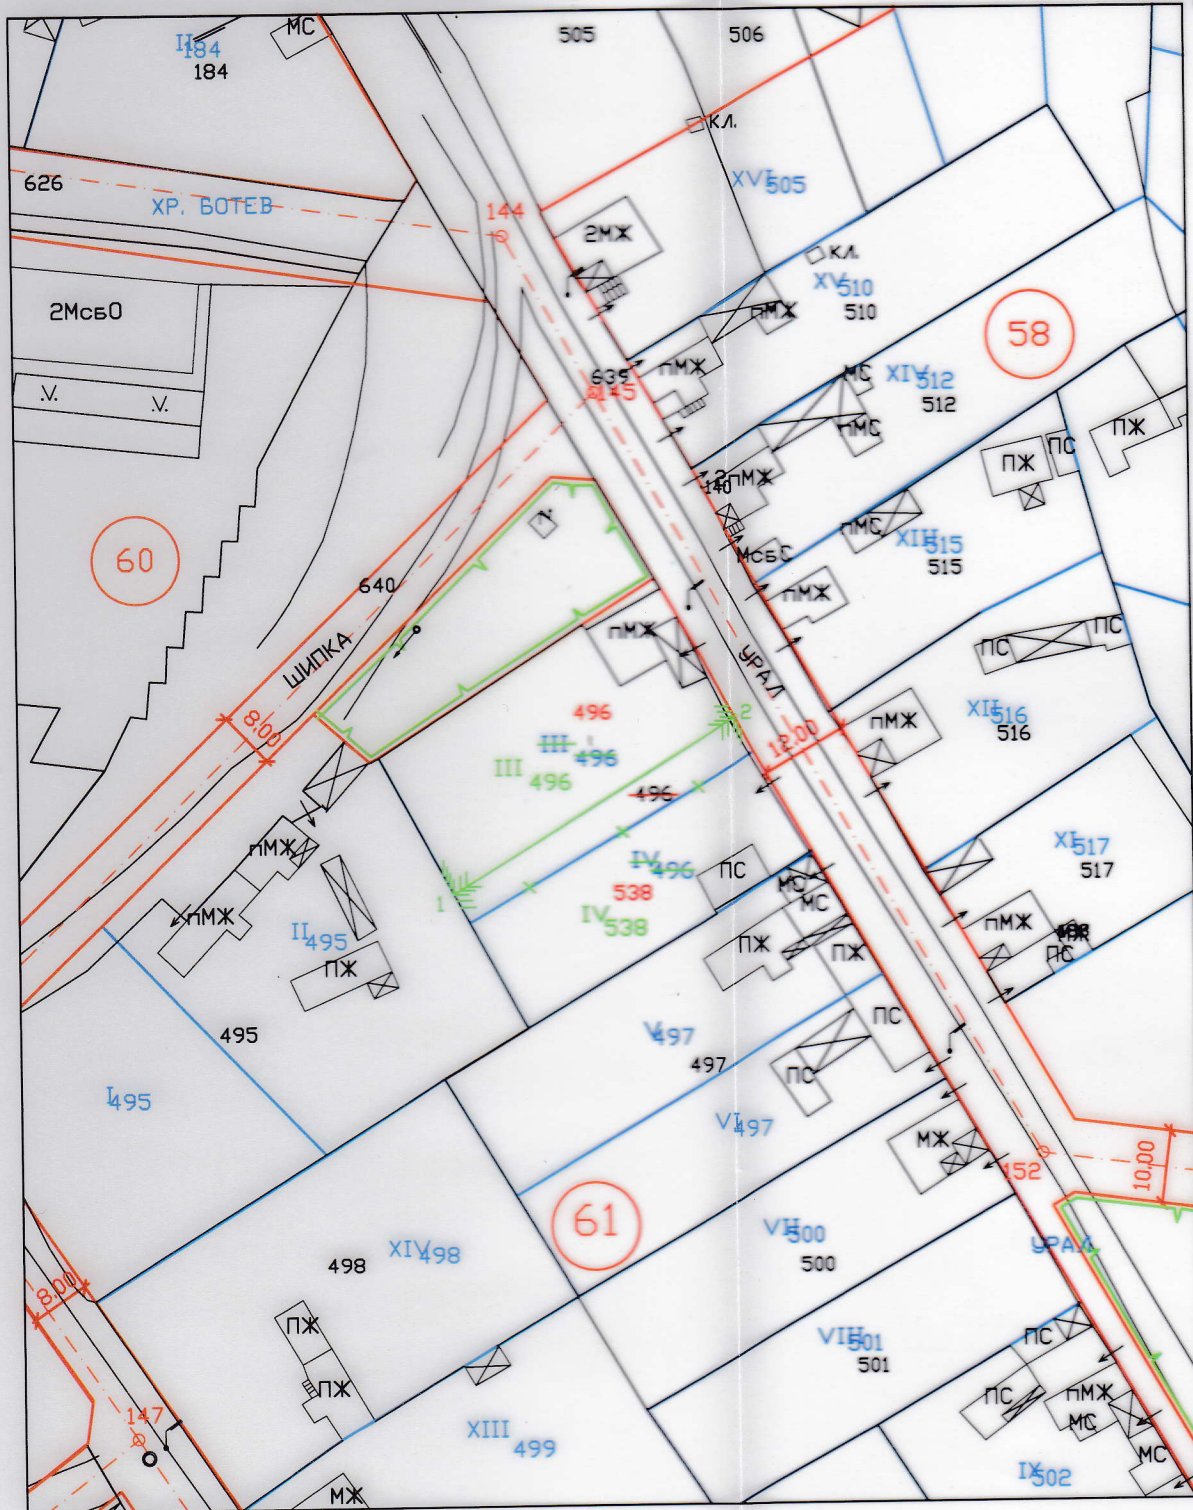 505
506
МС
II
184
184
КЛ.
626
XVI 505
ХР. БОТЕВ
144
2МЖ
КЛ.
XV 510
510
пМЖ
2МсбО
58
639
145
пМЖ
МС
XIV 512
512
.V.
.V.
пМС
ПЖ
ПС
ПЖ
2пМЖ
140
пМС
XIII 515
515
МсбС
60
640
пМЖ
пМЖ
ПС
ПС
ШИПКА
УРАЛ
8.00
12.00
496
2
XII 516
516
пМЖ
III 496
III 496
496
XI 517
517
пМЖ
IV 496
ПС
МС
МС
538
IV 538
1
пМЖ
II 495
ПЖ
ПЖ
ПЖ
пМЖ
МЖ
ПС
495
V 497
497
ПС
ПС
I 495
VI 497
МЖ
152
10.00
61
VII 500
500
УРАЛ
XIV 498
498
8.00
ПЖ
VIII 501
501
ПС
ПЖ
ПС
пМЖ
МС
147
XIII 499
МС
IX 502
МЖ